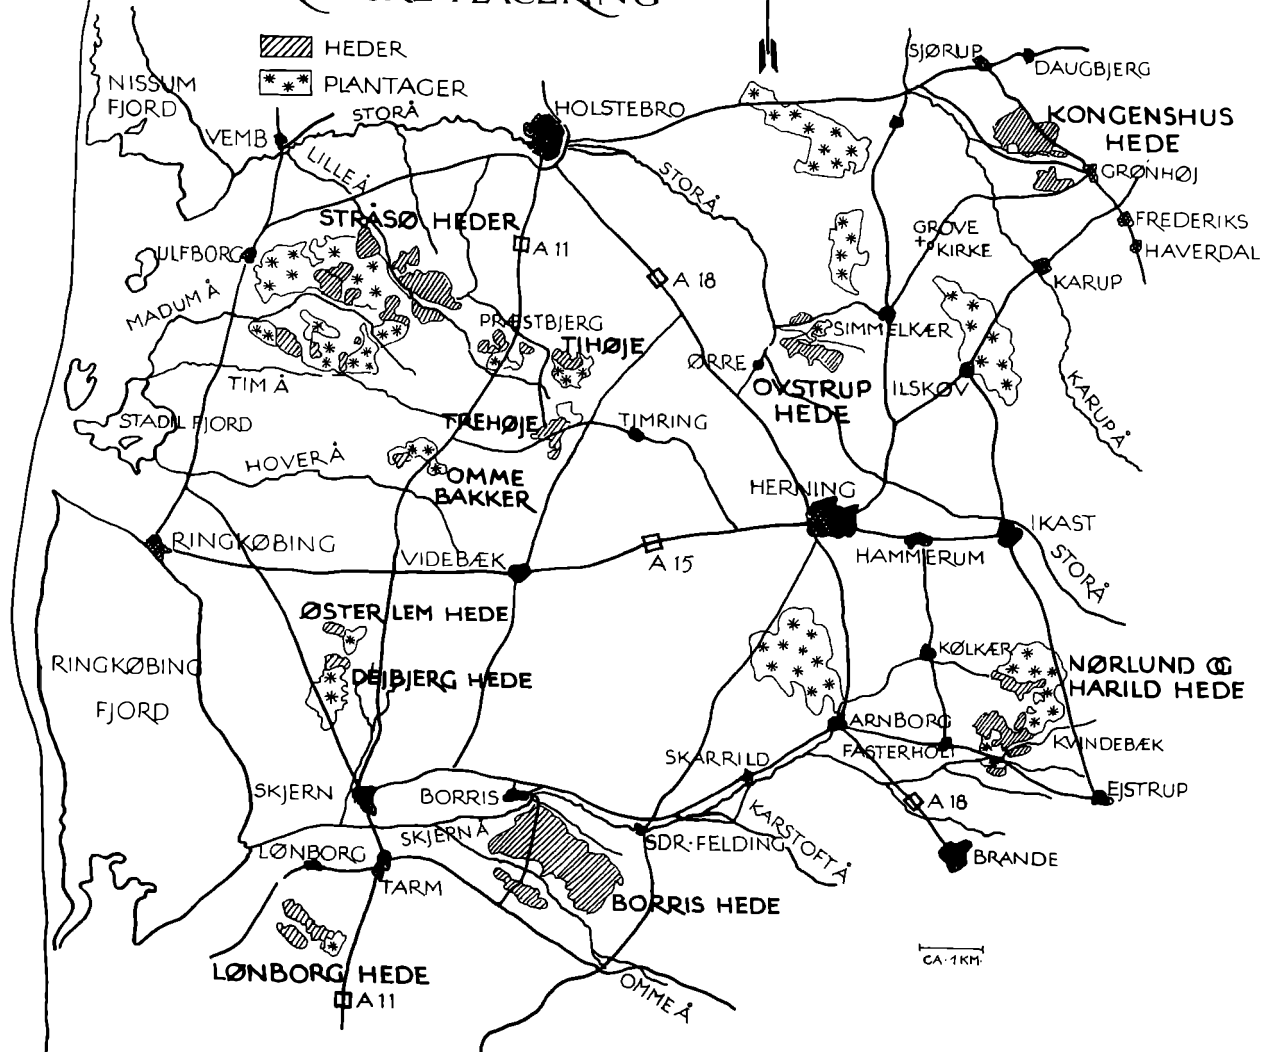 PLACERING
HEDER
PLANTAGER
NISSUM
FJORD
VEMB
STORÅ
HOLSTEBRO
SJØRUP
DAUGBJERG
KONGENSHUS
HEDE
GRØNHØJ
LILLEÅ
STORÅ
STRÅSØ HEDER
A 11
ULFBORG
GROVE
KIRKE
FREDERIKS
HAVERDAL
A 18
KARUP
MADUM Å
PRÆSTBJERG
TIHØJE
SIMMELKÆR
ØRRE
TIM Å
OVSTRUP
HEDE
ILSKOV
KARUP Å
STADIL FJORD
TREHØJE
TIMRING
HOVER Å
OMME
BAKKER
HERNING
RINGKØBING
VIDEBÆK
A 15
HAMMERUM
IKAST
STORÅ
ØSTER LEM HEDE
RINGKØBING
FJORD
DEJBJERG HEDE
KØLKÆR
NØRLUND OG
HARILD HEDE
ARNBORG
FASTERHOLT
KVINDEBÆK
SKARRILD
SKJERN
BORRIS
A 18
EJSTRUP
SKJERN Å
SDR. FELDING
KARSTOFT Å
BRANDE
LØNBORG
TARM
BORRIS HEDE
LØNBORG HEDE
A 11
OMME Å
CA. 1 KM.